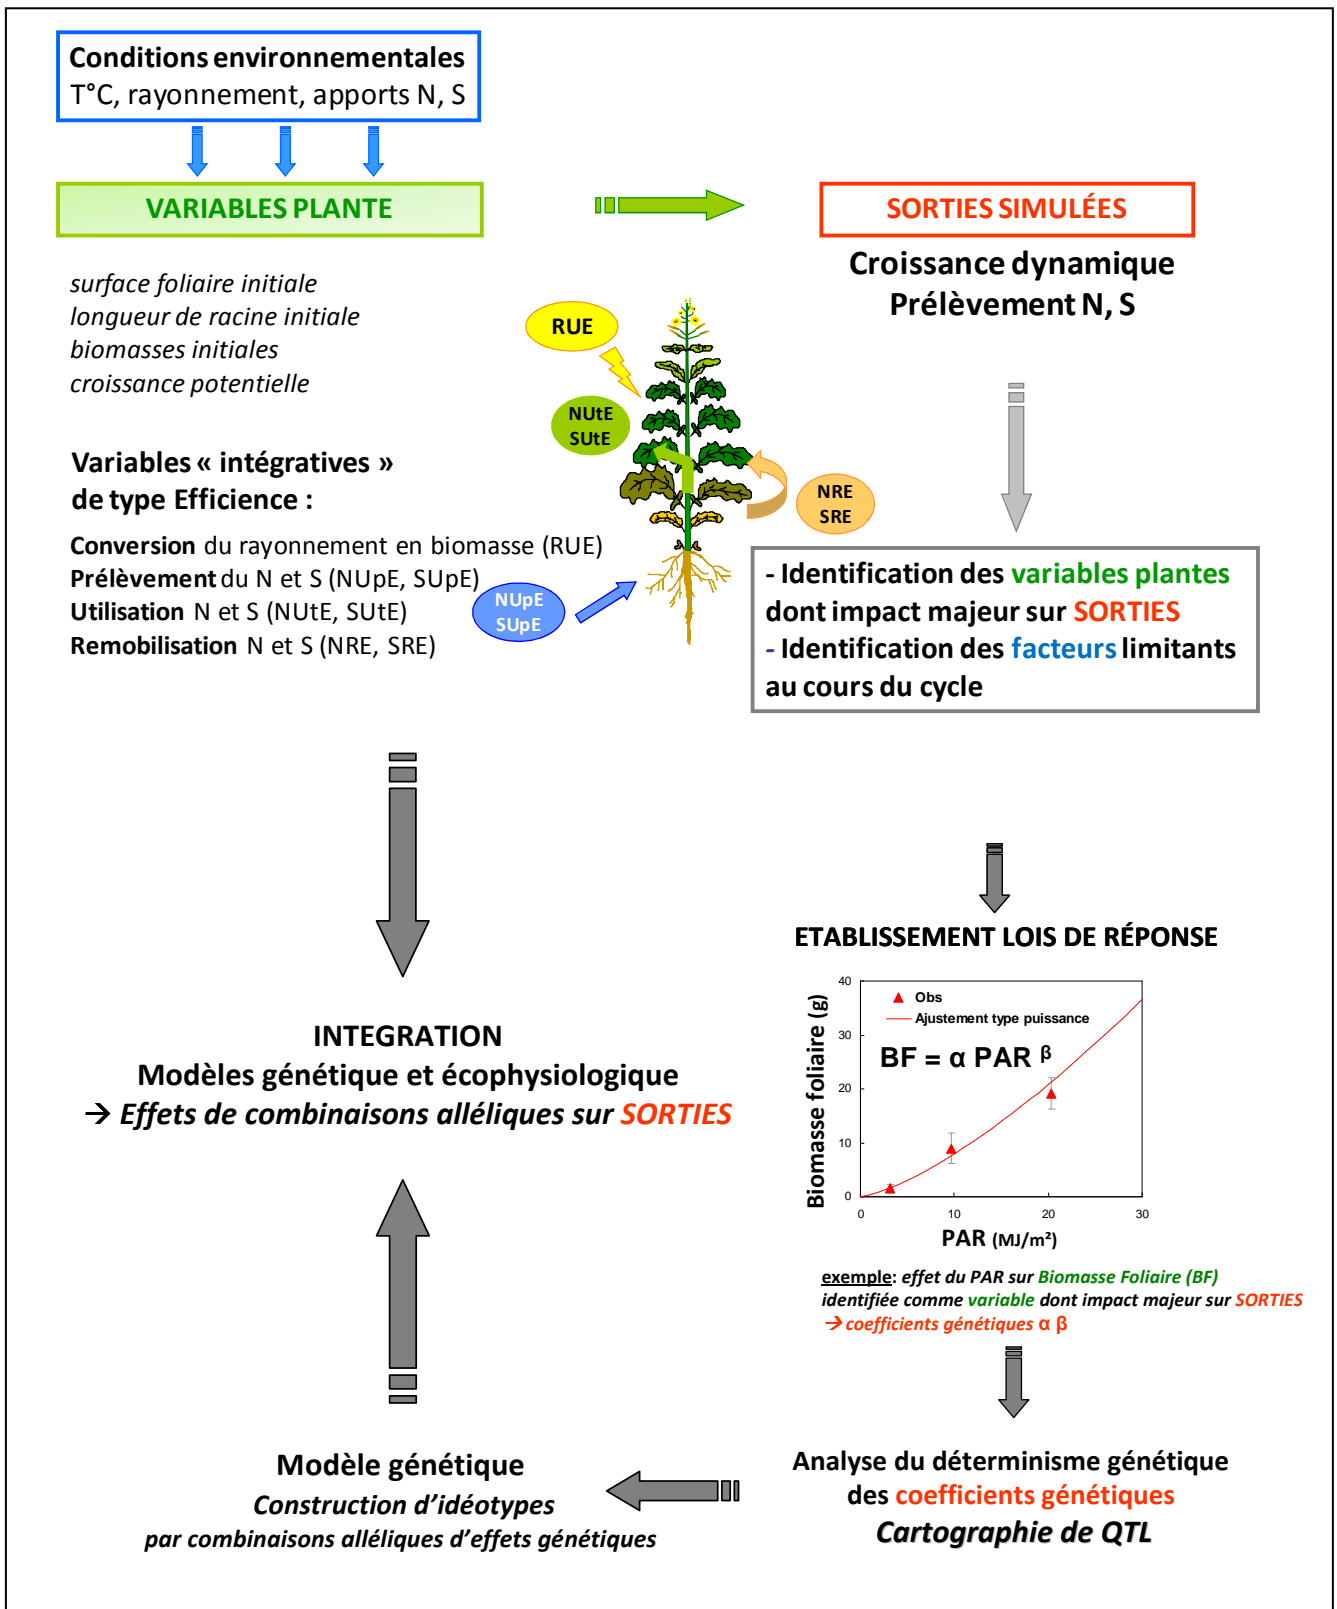 Conditions environnementales
T°C, rayonnement, apports N, S
VARIABLES PLANTE
SORTIES SIMULÉES
Croissance dynamique
Prélèvement N, S
surface foliaire initiale
longueur de racine initiale
biomasses initiales
croissance potentielle
RUE
NUtE
SUtE
NRE
SRE
NUpE
SUpE
Variables « intégratives »
de type Efficience :
Conversion du rayonnement en biomasse (RUE)
Prélèvement du N et S (NUpE, SUpE)
Utilisation N et S (NUtE, SUtE)
Remobilisation N et S (NRE, SRE)
- Identification des variables plantes
dont impact majeur sur SORTIES
- Identification des facteurs limitants
au cours du cycle
ETABLISSEMENT LOIS DE RÉPONSE
Biomasse foliaire (g)
40
30
20
10
0
Obs
Ajustement type puissance
BF = α PAR β
0 10 20 30
PAR (MJ/m²)
exemple: effet du PAR sur Biomasse Foliaire (BF)
identifiée comme variable dont impact majeur sur SORTIES
→ coefficients génétiques α β
INTEGRATION
Modèles génétique et écophysiologique
→ Effets de combinaisons alléliques sur SORTIES
Analyse du déterminisme génétique
des coefficients génétiques
Cartographie de QTL
Modèle génétique
Construction d’idéotypes
par combinaisons alléliques d’effets génétiques